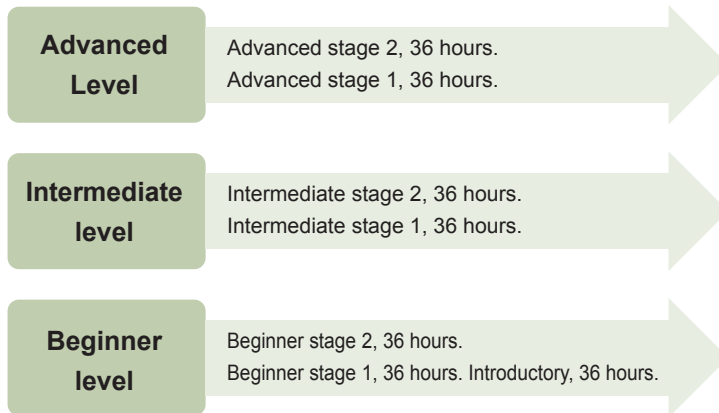 Advanced
Level
Advanced stage 2, 36 hours.
Advanced stage 1, 36 hours.
Intermediate
level
Intermediate stage 2, 36 hours.
Intermediate stage 1, 36 hours.
Beginner
level
Beginner stage 2, 36 hours.
Beginner stage 1, 36 hours. Introductory, 36 hours.